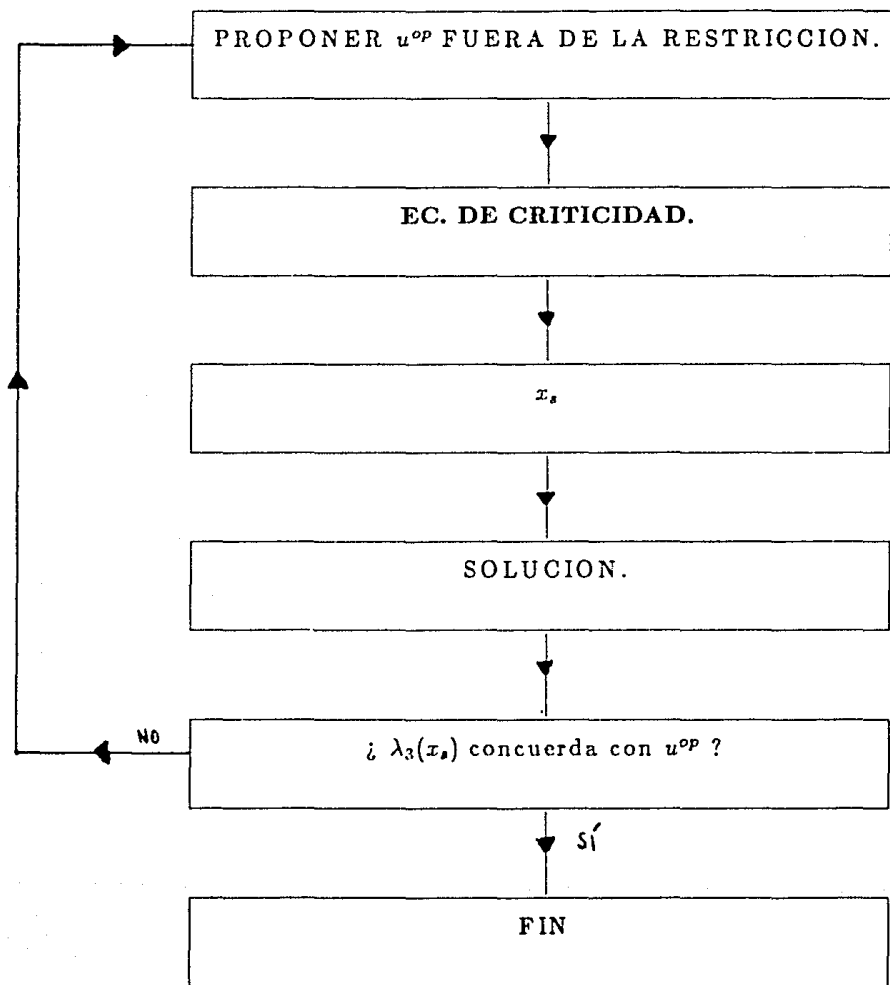 PROPONER u^{op} FUERA DE LA RESTRICCION.
EC. DE CRITICIDAD.
x_s
SOLUCION.
¿ λ_3(x_s) concuerda con u^{op} ?
NO
SÍ
FIN